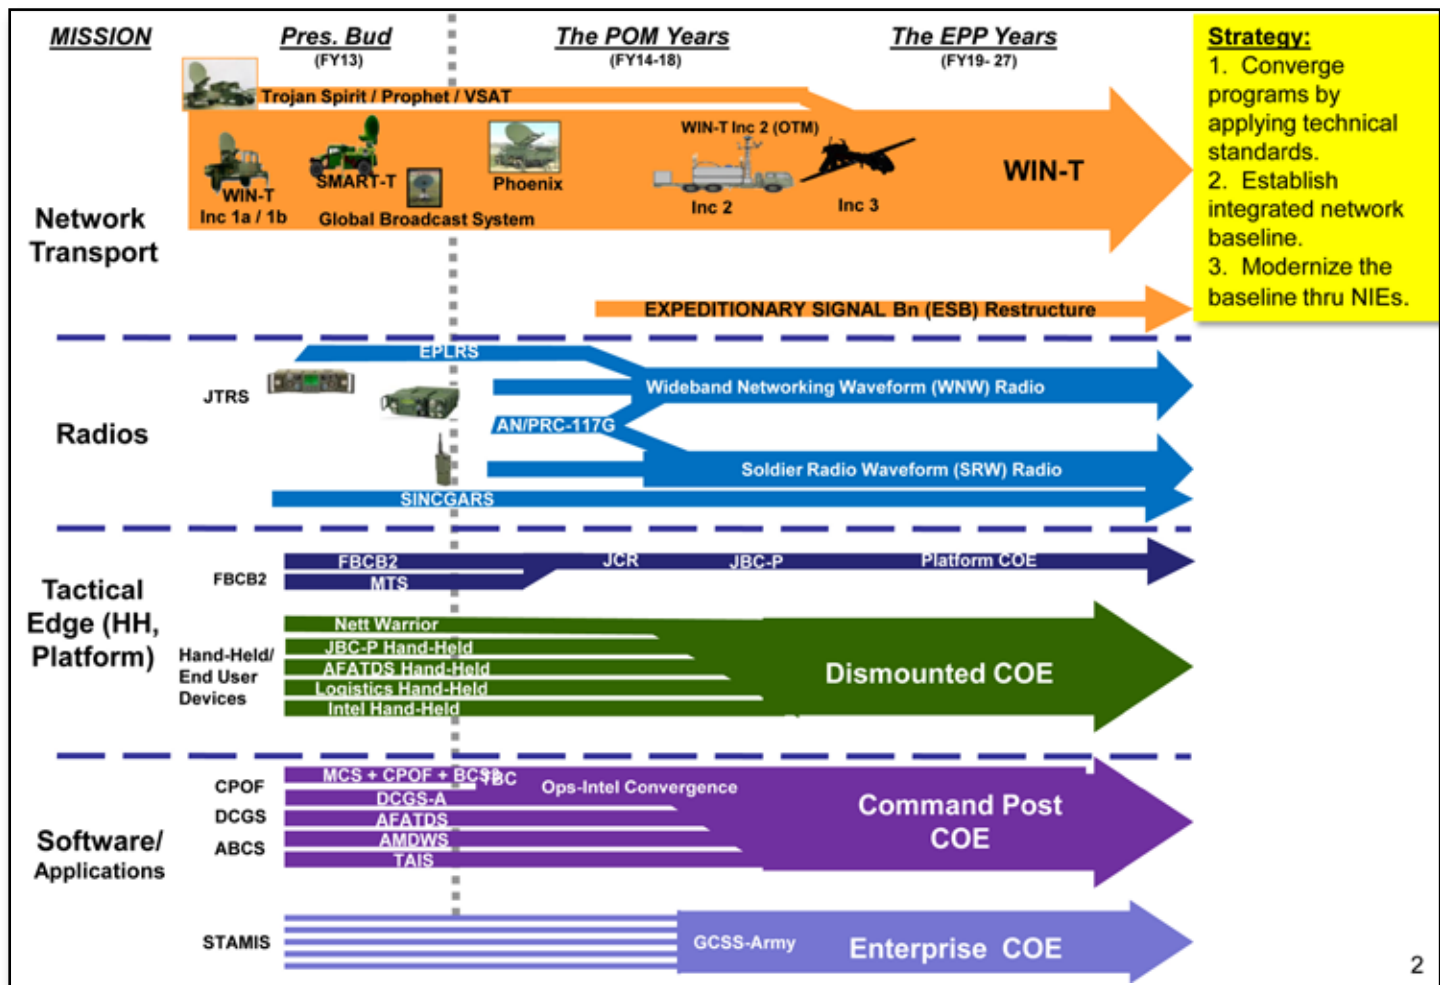 MISSION
Pres. Bud
(FY13)
The POM Years
(FY14-18)
The EPP Years
(FY19- 27)
Strategy:
1. Converge
programs by
applying technical
standards.
2. Establish
integrated network
baseline.
3. Modernize the
baseline thru NIEs.
Network
Transport
Trojan Spirit / Prophet / VSAT
WIN-T
Inc 1a / 1b
SMART-T
Global Broadcast System
Phoenix
WIN-T Inc 2 (OTM)
Inc 2
Inc 3
WIN-T
EXPEDITIONARY SIGNAL Bn (ESB) Restructure
Radios
JTRS
EPLRS
Wideband Networking Waveform (WNW) Radio
AN/PRC-117G
Soldier Radio Waveform (SRW) Radio
SINCGARS
Tactical
Edge (HH,
Platform)
FBCB2
FBCB2
MTS
JCR
JBC-P
Platform COE
Hand-Held/
End User
Devices
Nett Warrior
JBC-P Hand-Held
AFATDS Hand-Held
Logistics Hand-Held
Intel Hand-Held
Dismounted COE
Software/
Applications
CPOF
DCGS
ABCS
MCS + CPOF + BCS3
TBC
Ops-Intel Convergence
DCGS-A
AFATDS
AMDWS
TAIS
Command Post
COE
STAMIS
GCSS-Army
Enterprise COE
2